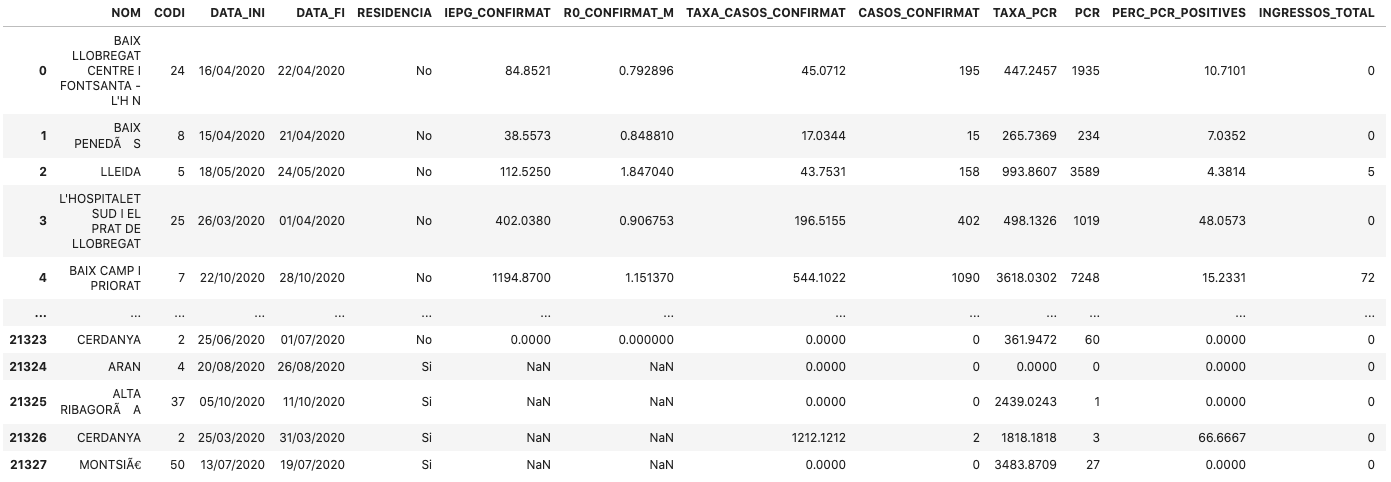 NOM CODI DATA_INI DATA_FI RESIDENCIA IEPG_CONFIRMAT R0_CONFIRMAT_M TAXA_CASOS_CONFIRMAT CASOS_CONFIRMAT TAXA_PCR PCR PERC_PCR_POSITIVES INGRESSOS_TOTAL
BAIX
LLOBREGAT
0 CENTRE I 24 16/04/2020 22/04/2020 No 84.8521 0.792896 45.0712 195 447.2457 1935 10.7101 0
FONTSANTA -
L'H N
1 BAIX PENEDÃ S 8 15/04/2020 21/04/2020 No 38.5573 0.848810 17.0344 15 265.7369 234 7.0352 0
2 LLEIDA 5 18/05/2020 24/05/2020 No 112.5250 1.847040 43.7531 158 993.8607 3589 4.3814 5
L'HOSPITALET
3 SUD I EL PRAT DE 25 26/03/2020 01/04/2020 No 402.0380 0.906753 196.5155 402 498.1326 1019 48.0573 0
LLOBREGAT
4 BAIX CAMP I PRIORAT 7 22/10/2020 28/10/2020 No 1194.8700 1.151370 544.1022 1090 3618.0302 7248 15.2331 72
... ... ... ... ... ... ... ... ... ... ... ... ... ...
21323 CERDANYA 2 25/06/2020 01/07/2020 No 0.0000 0.000000 0.0000 0 361.9472 60 0.0000 0
21324 ARAN 4 20/08/2020 26/08/2020 Si NaN NaN 0.0000 0 0.0000 0 0.0000 0
21325 ALTA RIBAGORÃ A 37 05/10/2020 11/10/2020 Si NaN NaN 0.0000 0 2439.0243 1 0.0000 0
21326 CERDANYA 2 25/03/2020 31/03/2020 Si NaN NaN 1212.1212 2 1818.1818 3 66.6667 0
21327 MONTSIÃ€ 50 13/07/2020 19/07/2020 Si NaN NaN 0.0000 0 3483.8709 27 0.0000 0